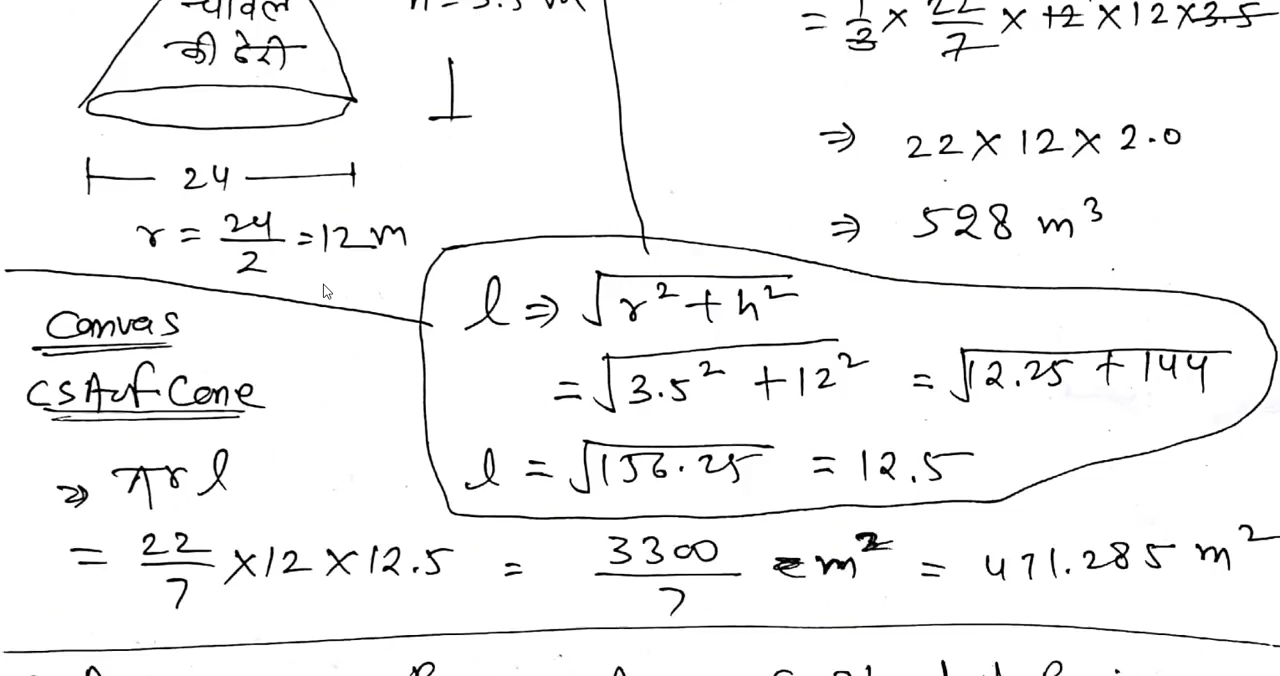 चावल
की ढेरी
h = 3.5 m
24
r = 24/2 = 12 m
= 1/3 × 22/7 × 12 × 12 × 3.5
⇒ 22 × 12 × 2.0
⇒ 528 m³
l ⇒ √(r² + h²)
= √(3.5² + 12²) = √(12.25 + 144)
l = √156.25 = 12.5
Canvas
CSA of Cone
⇒ πrl
= 22/7 × 12 × 12.5 = 3300/7 m² = 471.285 m²